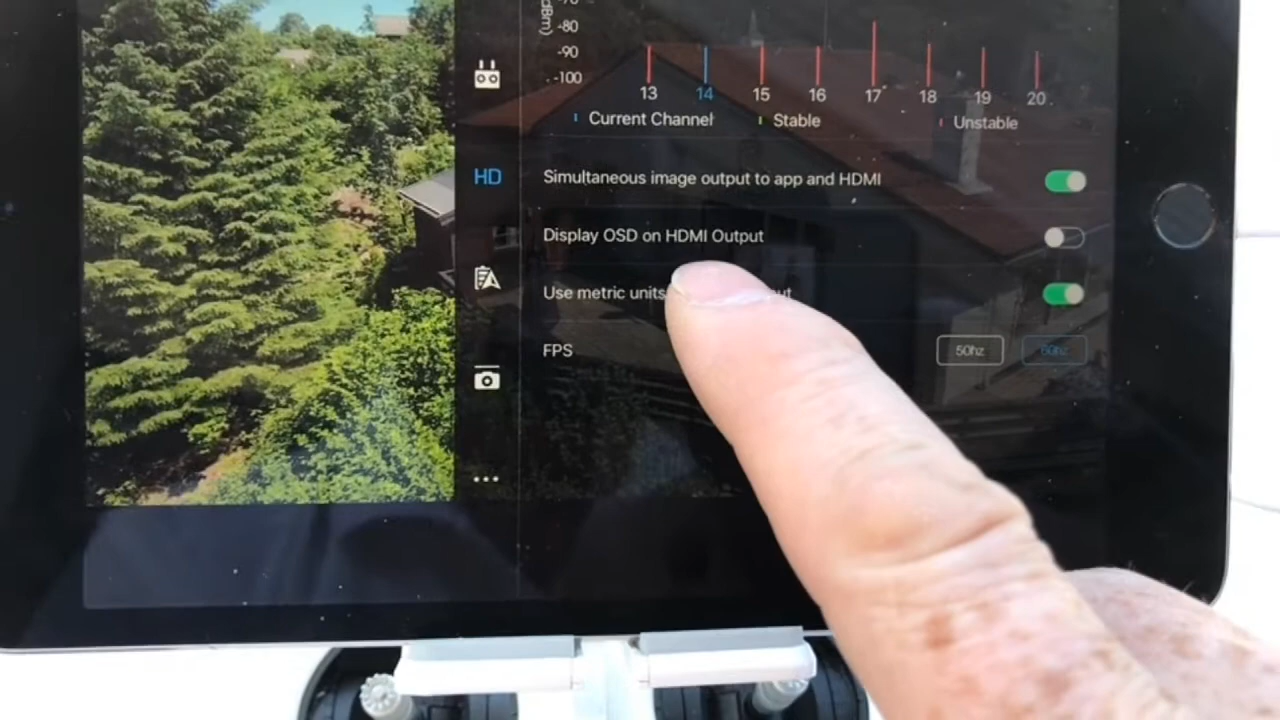 -80
-90
-100
13 14 15 16 17 18 19 20
Current Channel Stable Unstable
HD
Simultaneous image output to app and HDMI
Display OSD on HDMI Output
Use metric units
FPS 50hz 60hz